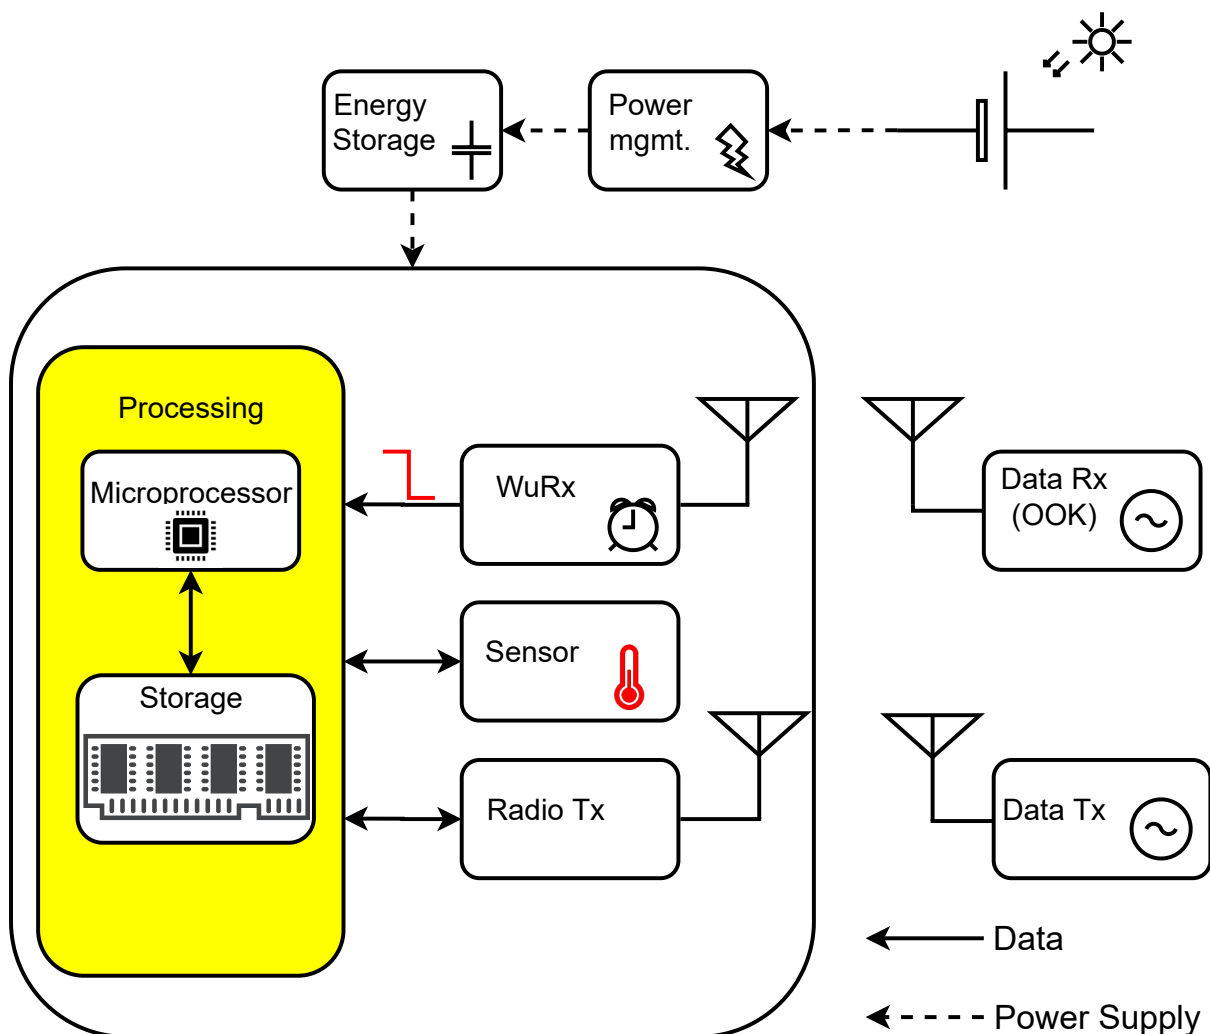 Energy
Storage
Power
mgmt.
Processing
Microprocessor
WuRx
Data Rx
(OOK)
Sensor
Storage
Radio Tx
Data Tx
Data
Power Supply